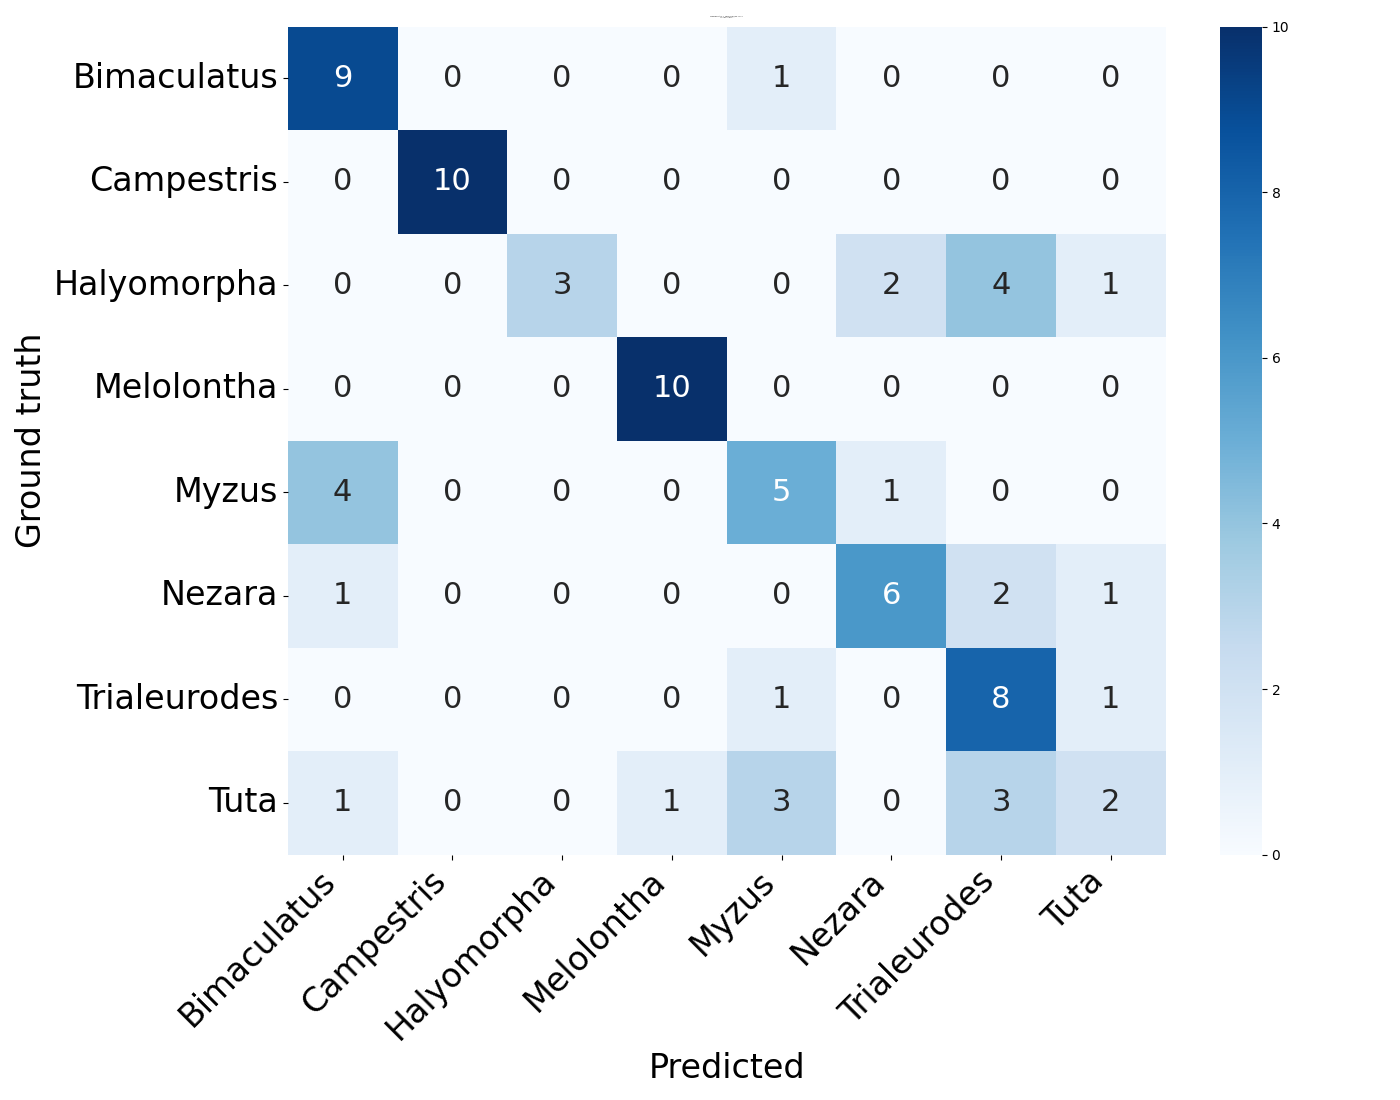 Bimaculatus 9 0 0 0 1 0 0 0
Campestris 0 10 0 0 0 0 0 0
Halyomorpha 0 0 3 0 0 2 4 1
Melolontha 0 0 0 10 0 0 0 0
Myzus 4 0 0 0 5 1 0 0
Nezara 1 0 0 0 0 6 2 1
Trialeurodes 0 0 0 0 1 0 8 1
Tuta 1 0 0 1 3 0 3 2
Ground truth
Bimaculatus Campestris Halyomorpha Melolontha Myzus Nezara Trialeurodes Tuta
Predicted
10
8
6
4
2
0